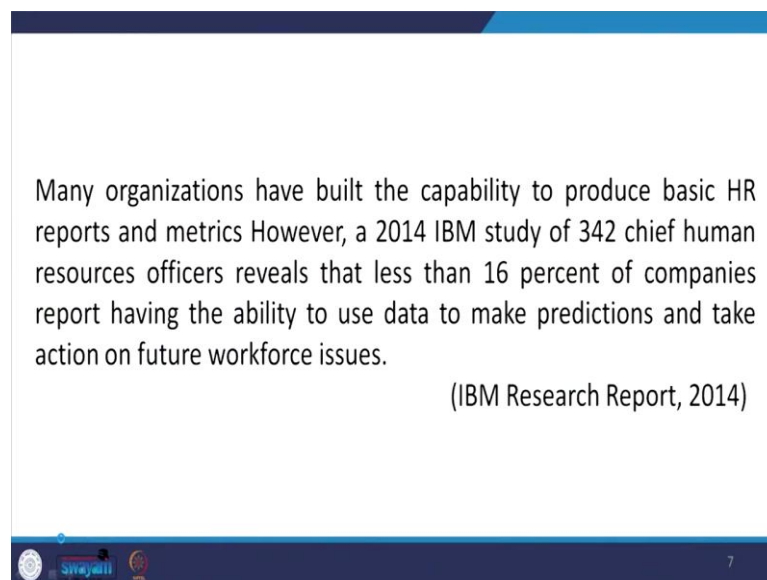 Many organizations have built the capability to produce basic HR
reports and metrics However, a 2014 IBM study of 342 chief human
resources officers reveals that less than 16 percent of companies
report having the ability to use data to make predictions and take
action on future workforce issues.
(IBM Research Report, 2014)
swayam
7